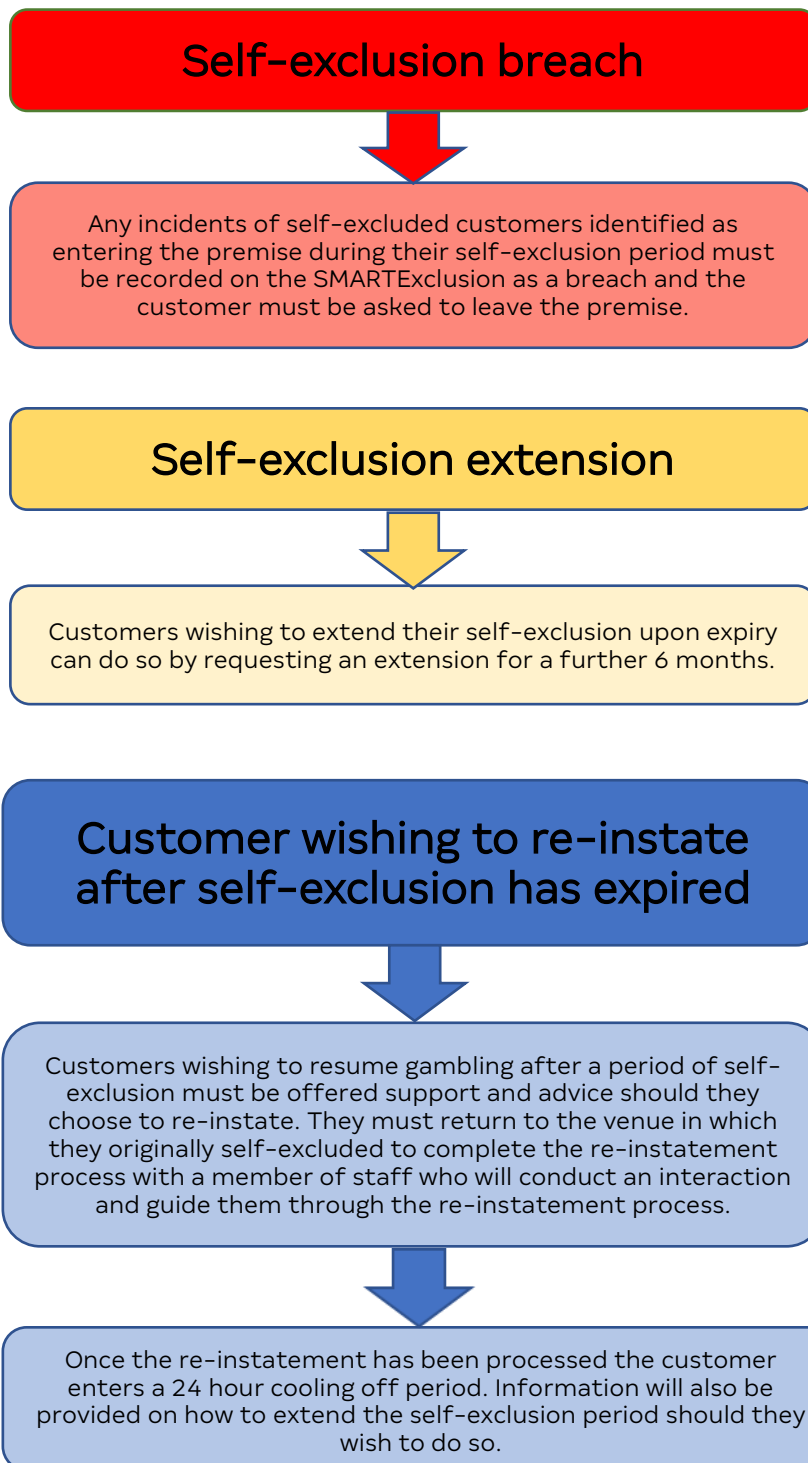 Self-exclusion breach
Any incidents of self-excluded customers identified as
entering the premise during their self-exclusion period must
be recorded on the SMARTExclusion as a breach and the
customer must be asked to leave the premise.
Self-exclusion extension
Customers wishing to extend their self-exclusion upon expiry
can do so by requesting an extension for a further 6 months.
Customer wishing to re-instate
after self-exclusion has expired
Customers wishing to resume gambling after a period of self-
exclusion must be offered support and advice should they
choose to re-instate. They must return to the venue in which
they originally self-excluded to complete the re-instatement
process with a member of staff who will conduct an interaction
and guide them through the re-instatement process.
Once the re-instatement has been processed the customer
enters a 24 hour cooling off period. Information will also be
provided on how to extend the self-exclusion period should they
wish to do so.